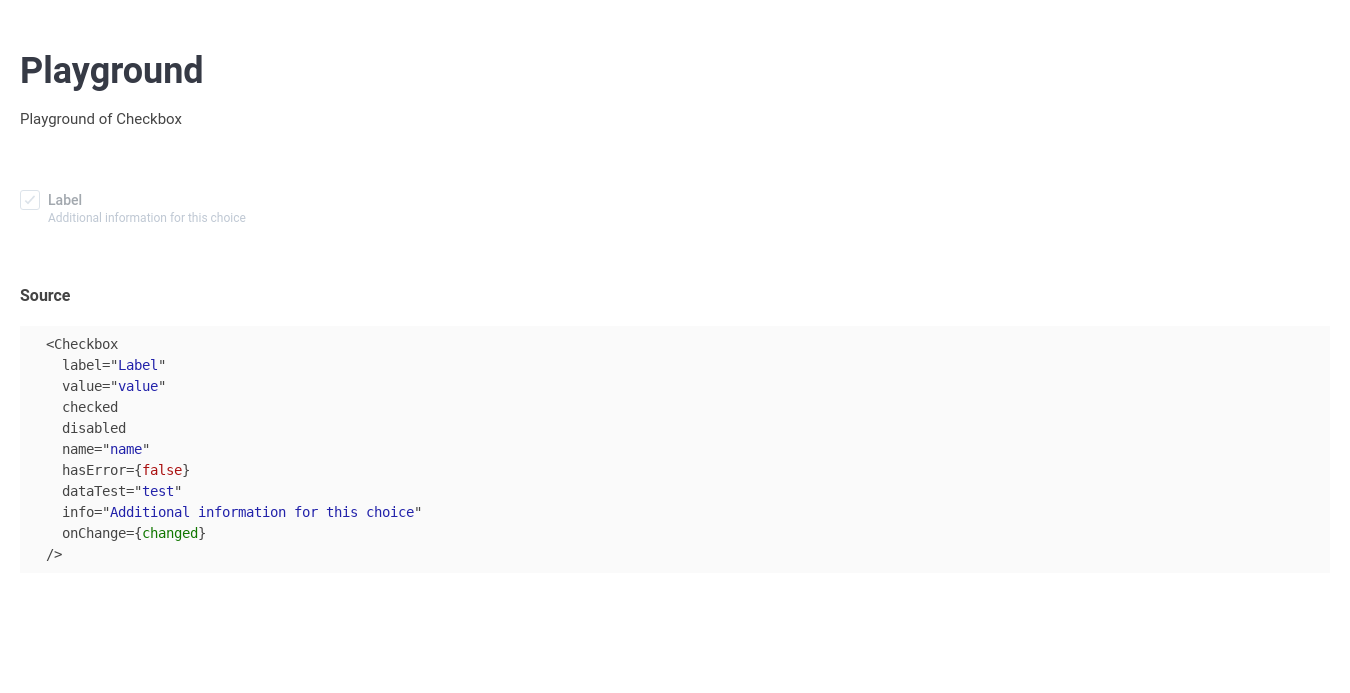 Playground
Playground of Checkbox
Label
Additional information for this choice
Source
<Checkbox
  label="Label"
  value="value"
  checked
  disabled
  name="name"
  hasError={false}
  dataTest="test"
  info="Additional information for this choice"
  onChange={changed}
/>